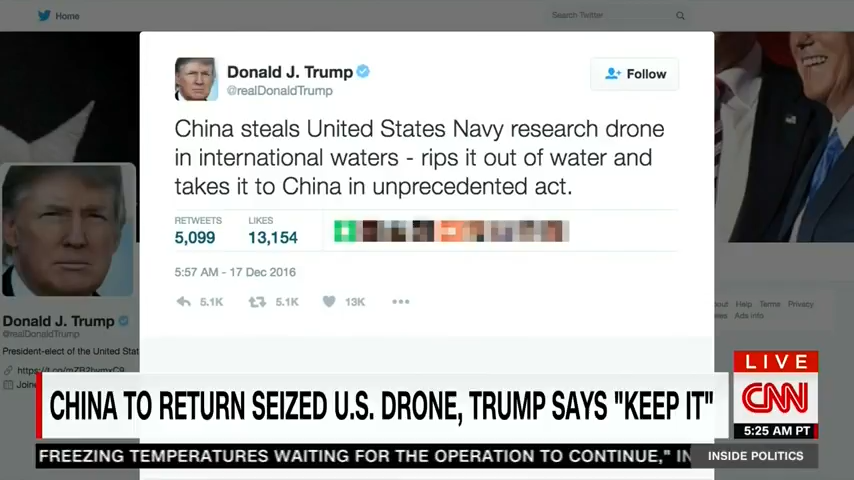 Home
Search Twitter
Donald J. Trump
@realDonaldTrump
Follow
China steals United States Navy research drone
in international waters - rips it out of water and
takes it to China in unprecedented act.
RETWEETS LIKES
5,099 13,154
5:57 AM - 17 Dec 2016
5.1K 5.1K 13K
Donald J. Trump
@realDonaldTrump
President-elect of the United Stat
Help Terms Privacy
Ads info
LIVE
CNN
5:25 AM PT
CHINA TO RETURN SEIZED U.S. DRONE, TRUMP SAYS "KEEP IT"
FREEZING TEMPERATURES WAITING FOR THE OPERATION TO CONTINUE," IN
INSIDE POLITICS